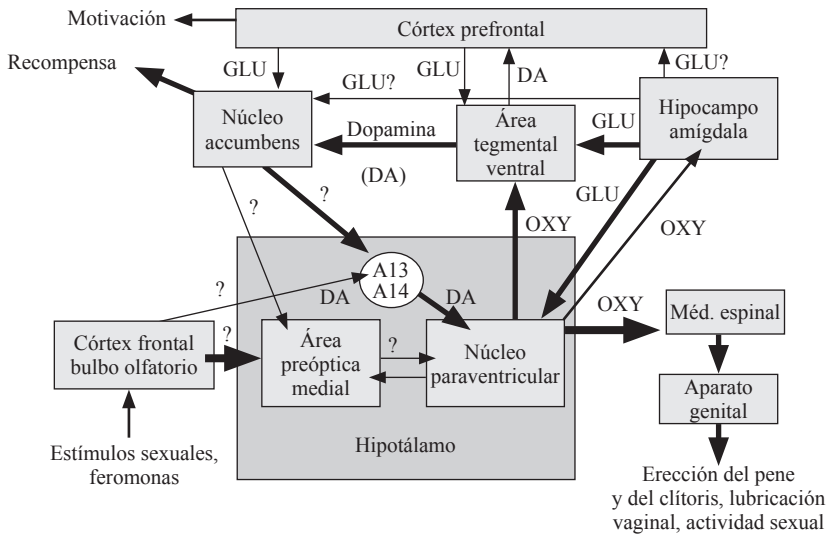 Motivación
Córtex prefrontal
Recompensa
GLU
GLU
DA
GLU?
GLU?
Núcleo
accumbens
Dopamina
(DA)
Área
tegmental
ventral
GLU
Hipocampo
amígdala
?
?
GLU
OXY
OXY
A13
A14
?
DA
DA
OXY
Córtex frontal
bulbo olfatorio
?
Área
preóptica
medial
?
Núcleo
paraventricular
Méd. espinal
Aparato
genital
Hipotálamo
Estímulos sexuales,
feromonas
Erección del pene
y del clítoris, lubricación
vaginal, actividad sexual